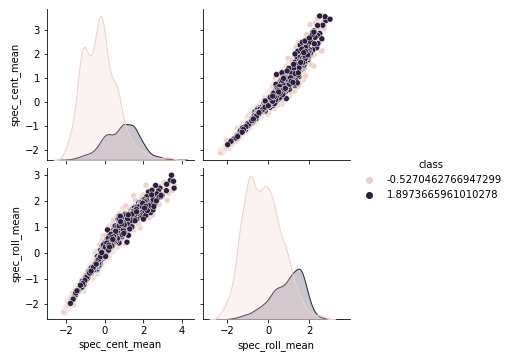 spec_cent_mean
3
2
1
0
−1
−2
class
-0.5270462766947299
1.8973665961010278
spec_roll_mean
3
2
1
0
−1
−2
−2 0 2 4
−2 0 2
spec_cent_mean
spec_roll_mean